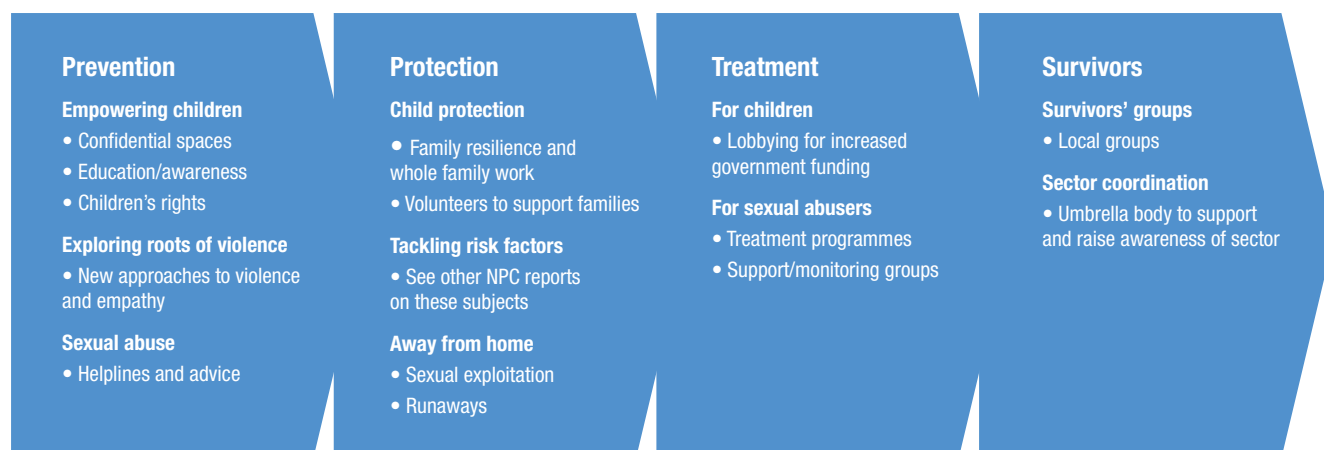 Prevention
Empowering children
• Confidential spaces
• Education/awareness
• Children's rights
Exploring roots of violence
• New approaches to violence
and empathy
Sexual abuse
• Helplines and advice
Protection
Child protection
• Family resilience and
whole family work
• Volunteers to support families
Tackling risk factors
• See other NPC reports
on these subjects
Away from home
• Sexual exploitation
• Runaways
Treatment
For children
• Lobbying for increased
government funding
For sexual abusers
• Treatment programmes
• Support/monitoring groups
Survivors
Survivors' groups
• Local groups
Sector coordination
• Umbrella body to support
and raise awareness of sector